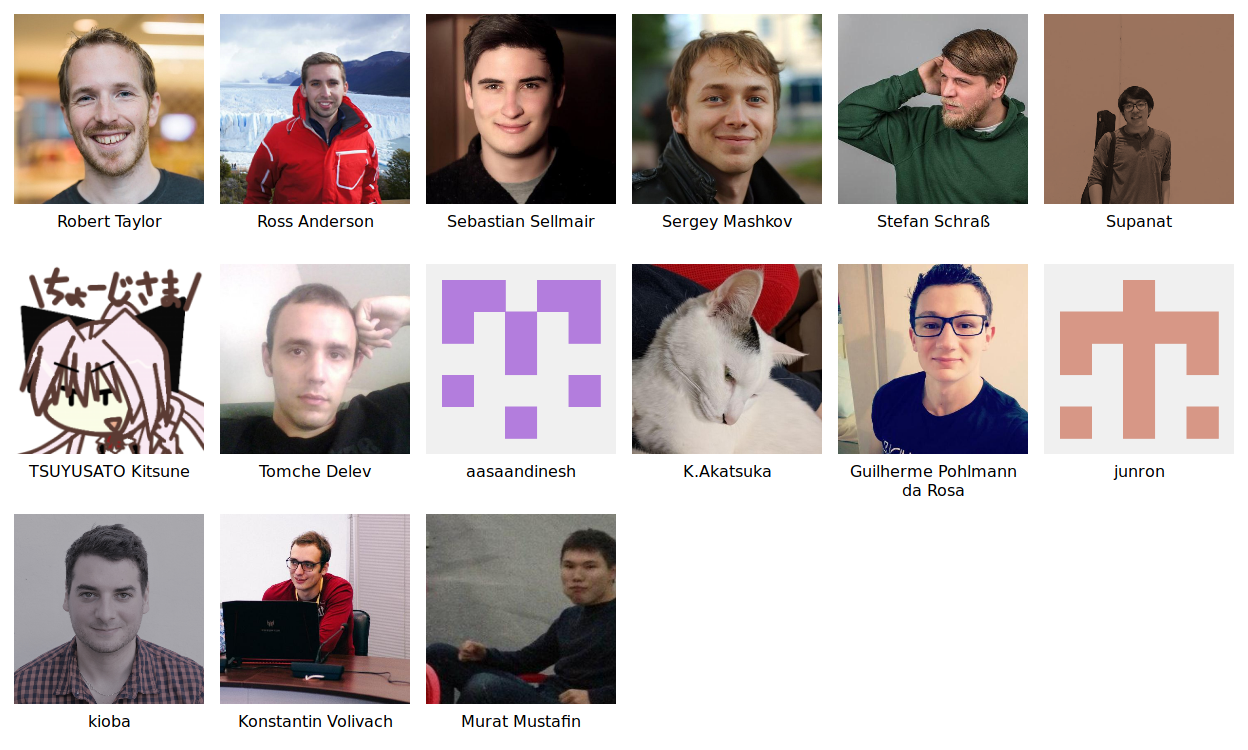 Robert Taylor
Ross Anderson
Sebastian Sellmair
Sergey Mashkov
Stefan Schraß
Supanat
ちょーじさま
TSUYUSATO Kitsune
Tomche Delev
aasaandinesh
K.Akatsuka
Guilherme Pohlmann
da Rosa
junron
kioba
Konstantin Volivach
Murat Mustafin